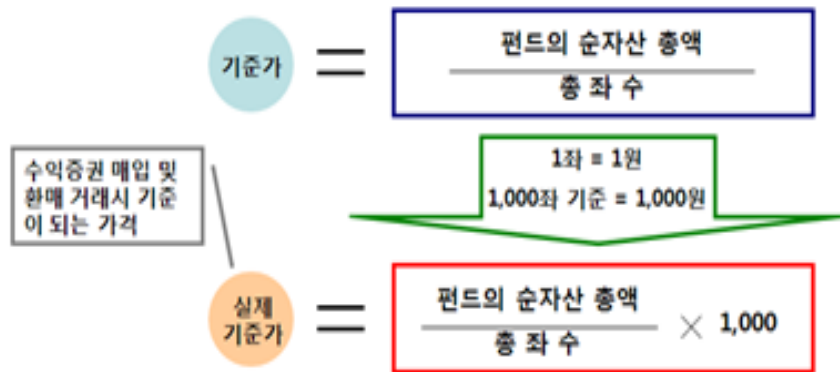 기준가 = 펀드의 순자산 총액
총 좌 수
1좌 = 1원
1,000좌 기준 = 1,000원
수익증권 매입 및
환매 거래시 기준
이 되는 가격
실제
기준가
=
펀드의 순자산 총액
총 좌 수
× 1,000